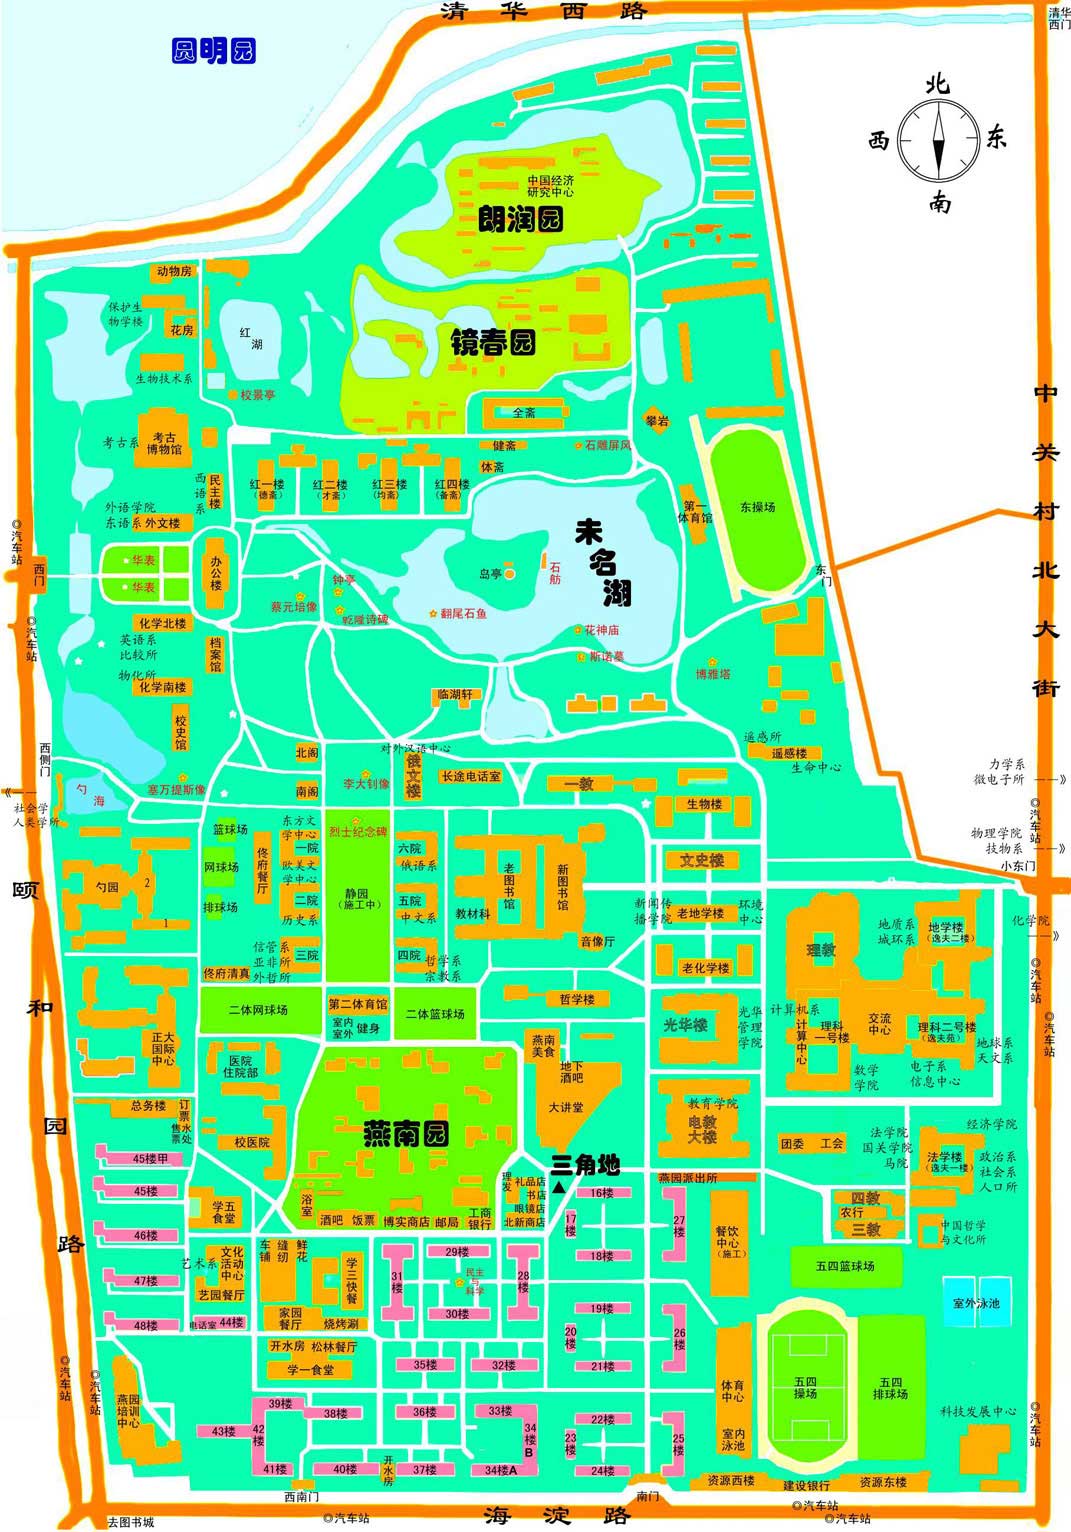 清华西路
清华
西门
圆明园
北
西
东
南
中国经济
研究中心
朗润园
动物房
保护生
物学楼
花房
红
湖
镜春园
生物技术系
校景亭
全斋
攀岩
考古系
考古
博物馆
健斋
石雕屏风
体斋
西
语
系
民
主
楼
红一楼
(德斋)
红二楼
(才斋)
红三楼
(均斋)
红四楼
(备斋)
外语学院
东语系
外文楼
第一
体育馆
东操场
中关村北大街
◎汽车站
西门
华表
华表
办公楼
未名湖
岛亭
石舫
东门
钟亭
蔡元培像
乾隆诗碑
翻尾石鱼
花神庙
斯诺墓
博雅塔
◎汽车站
化学北楼
英语系
比较所
档案馆
物化所
化学南楼
临湖轩
校史馆
西侧门
北阁
对外汉语中心
俄文楼
长途电话室
遥感所
遥感楼
生命中心
力学系
微电子所
勺
海
塞万提斯像
南阁
李大钊像
一教
生物楼
社会学
人类学所
篮球场
东方文
学中心
烈士纪念碑
一院
六院
俄语系
文史楼
物理学院
技物系
◎汽车站
小东门
网球场
佟府餐厅
欧美文
学中心
静园
(施工中)
老图书馆
新图书馆
勺园
2
1
排球场
二院
历史系
五院
中文系
教材科
新闻传
播学院
老地学楼
环境
中心
地质系
城环系
地学楼
(逸夫二楼)
化学院
信管系
亚非所
外哲所
三院
四院
哲学系
宗教系
音像厅
老化学楼
理教
◎汽车站
佟府清真
颐和园路
二体网球场
第二体育馆
室内
室外
健身
二体篮球场
哲学楼
光华楼
光华
管理
学院
计算机系
计算中心
理科
一号楼
交流
中心
理科二号楼
(逸夫苑)
地球系
天文系
◎汽车站
正大
国际
中心
医院
住院部
燕南
美食
地下
酒吧
大讲堂
数学
学院
电子系
信息中心
总务楼
订票
售水
票处
校医院
燕南园
教育学院
电教
大楼
团委
工会
法学院
国关学院
马院
经济学院
法学楼
(逸夫一楼)
政治系
社会系
人口所
45楼甲
45楼
46楼
47楼
48楼
三角地
燕园派出所
理发
礼品店
书店
眼镜店
北新商店
学五
食堂
浴室
酒吧
饭票
博实商店
邮局
工商
银行
16楼
17楼
18楼
27楼
餐饮
中心
(施工)
四教
农行
三教
中国哲学
与文化所
艺术系
文化
活动
中心
艺园餐厅
车铺
缝纫
鲜花
学三快餐
31楼
29楼
民主
与
科学
30楼
28楼
五四篮球场
室外泳池
电话室
44楼
家园
餐厅
烧烤涮
19楼
20楼
21楼
26楼
开水房
松林餐厅
学一食堂
35楼
32楼
体育
中心
室内
泳池
五四
操场
五四
排球场
◎汽车站
◎汽车站
燕园
培训
中心
39楼
38楼
36楼
33楼
34楼B
22楼
23楼
24楼
25楼
科技发展中心
◎汽车站
43楼
42楼
41楼
40楼
开水房
37楼
34楼A
资源西楼
建设银行
资源东楼
西南门
南门
◎汽车站
去图书城
◎汽车站
海淀路
◎汽车站